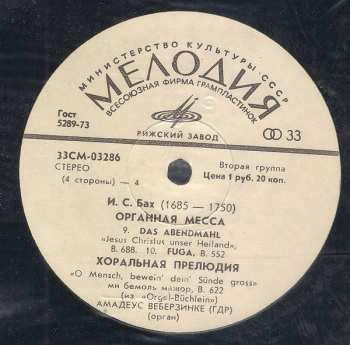 МИНИСТЕРСТВО КУЛЬТУРЫ СССР
МЕЛОДИЯ
ВСЕСОЮЗНАЯ ФИРМА ГРАМПЛАСТИНОК
Гост
5289-73
РИЖСКИЙ ЗАВОД
33
33СМ-03286
СТЕРЕО
(4 стороны) — 4
Вторая группа
Цена 1 руб. 20 коп.
И. С. Бах (1685 — 1750)
ОРГАННАЯ МЕССА
9. DAS ABENDMAHL
«Jesus Christus unser Heiland»,
B. 688. 10. FUGA, B. 552
ХОРАЛЬНАЯ ПРЕЛЮДИЯ
«O Mensch, bewein' dein' Sünde gross»
ми бемоль мажор, B. 622
(из «Orgel-Büchlein»)
АМАДЕУС ВЕБЕРЗИНКЕ (ГДР)
(орган)